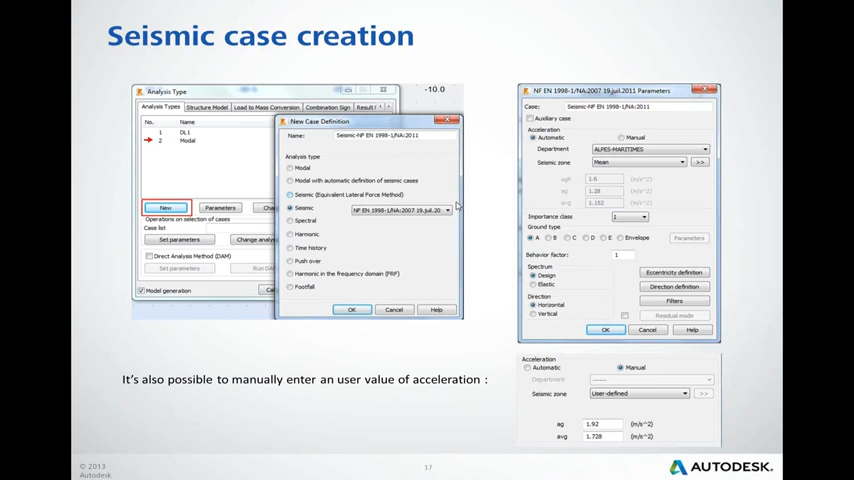 Seismic case creation
Analysis Type
-10.0
Analysis Types Structure Model Load to Mass Conversion Combination Sign Result
No. Name
1 DL1
2 Modal
New Parameters
Operations on selection of cases
Case list
Set parameters Change analysis
Direct Analysis Method (DAM)
Set parameters Run DAM
Model generation
New Case Definition
Name: Seismic-NF EN 1998-1/NA:2011
Analysis type
Modal
Modal with automatic definition of seismic cases
Seismic (Equivalent Lateral Force Method)
Seismic NF EN 1998-1/NA:2007 19.juil.20
Spectral
Harmonic
Time history
Push over
Harmonic in the frequency domain (FRF)
Footfall
OK Cancel Help
NF EN 1998-1/NA:2007 19.juil.2011 Parameters
Case: Seismic-NF EN 1998-1/NA:2011
Auxiliary case
Acceleration
Automatic Manual
Department ALPES-MARITIMES
Seismic zone Mean >>
agR 1.6 (m/s^2)
ag 1.28 (m/s^2)
avg 1.152 (m/s^2)
Importance class I
Ground type
A B C D E Envelope Parameters
Behavior factor: 1
Spectrum
Design
Elastic
Eccentricity definition
Direction definition
Filters
Direction
Horizontal
Vertical
Residual mode
OK Cancel Help
It's also possible to manually enter an user value of acceleration :
Acceleration
Automatic Manual
Department ------
Seismic zone User-defined >>
ag 1.92 (m/s^2)
avg 1.728 (m/s^2)
© 2013
Autodesk
17
AUTODESK.